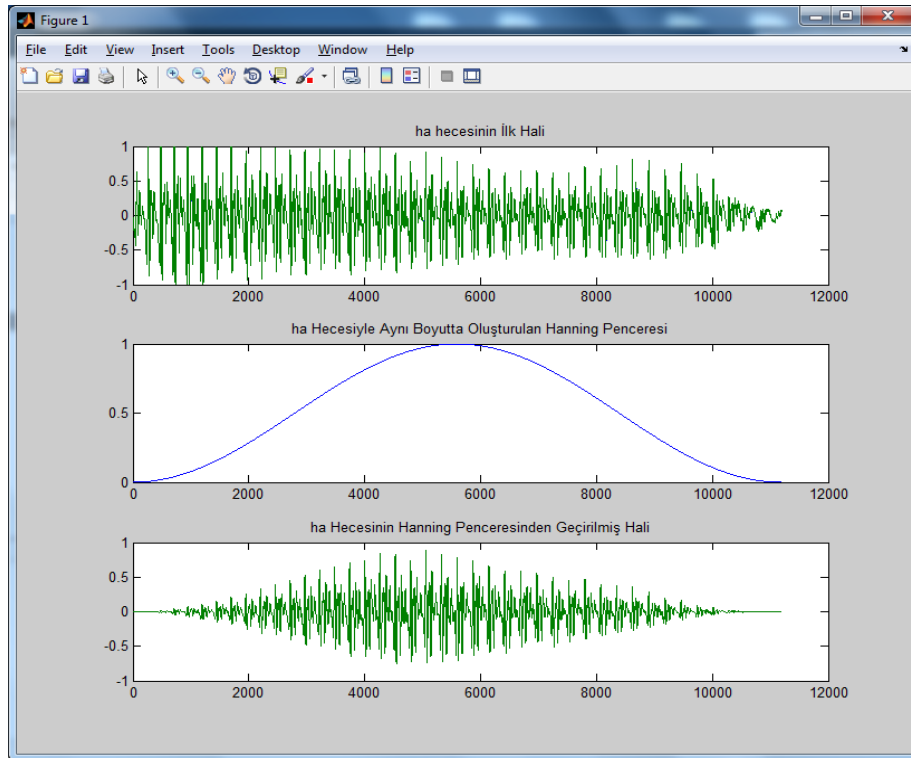 Figure 1
File Edit View Insert Tools Desktop Window Help
ha hecesinin İlk Hali
1
0.5
0
-0.5
-1
0 2000 4000 6000 8000 10000 12000
ha Hecesiyle Aynı Boyutta Oluşturulan Hanning Penceresi
1
0.5
0
0 2000 4000 6000 8000 10000 12000
ha Hecesinin Hanning Penceresinden Geçirilmiş Hali
1
0.5
0
-0.5
-1
0 2000 4000 6000 8000 10000 12000